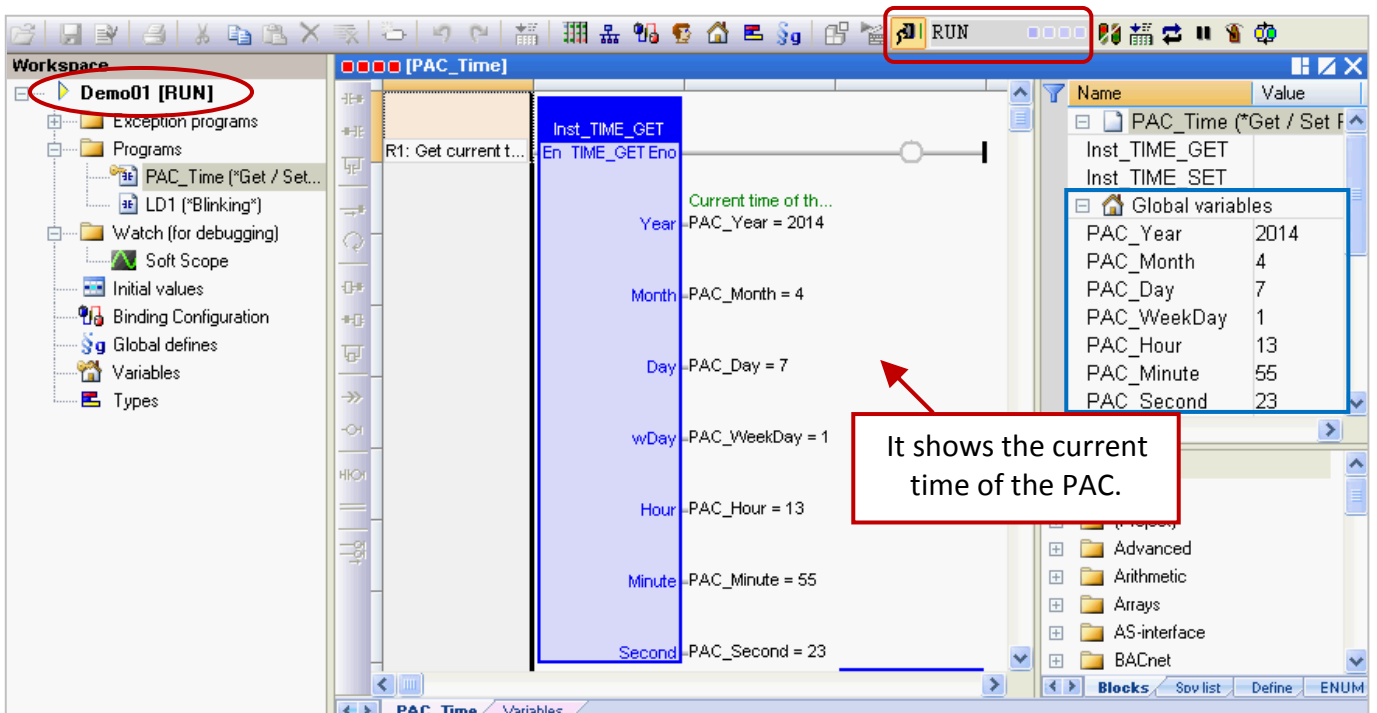 RUN
Workspace
Demo01 [RUN]
Exception programs
Programs
PAC_Time (*Get / Set...
LD1 (*Blinking*)
Watch (for debugging)
Soft Scope
Initial values
Binding Configuration
Global defines
Variables
Types
[PAC_Time]
R1: Get current t...
Inst_TIME_GET
En TIME_GET Eno
Current time of th...
Year PAC_Year = 2014
Month PAC_Month = 4
Day PAC_Day = 7
wDay PAC_WeekDay = 1
Hour PAC_Hour = 13
Minute PAC_Minute = 55
Second PAC_Second = 23
It shows the current
time of the PAC.
PAC_Time Variables
Name Value
PAC_Time (*Get / Set
Inst_TIME_GET
Inst_TIME_SET
Global variables
PAC_Year 2014
PAC_Month 4
PAC_Day 7
PAC_WeekDay 1
PAC_Hour 13
PAC_Minute 55
PAC_Second 23
Advanced
Arithmetic
Arrays
AS-interface
BACnet
Blocks Spy list Define ENUM